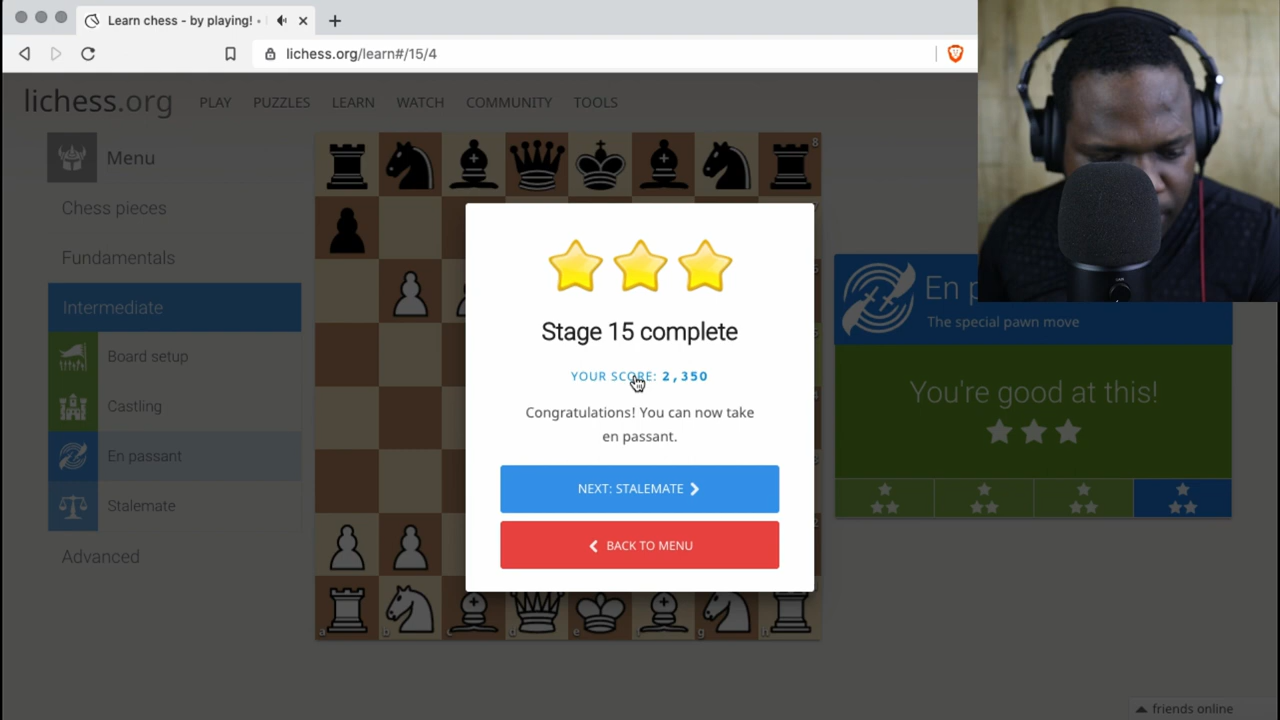 Learn chess - by playing! •
lichess.org/learn#/15/4
lichess.org
PLAY
PUZZLES
LEARN
WATCH
COMMUNITY
TOOLS
Menu
Chess pieces
Fundamentals
Intermediate
Board setup
Castling
En passant
Stalemate
Advanced
8
Stage 15 complete
YOUR SCORE: 2,350
Congratulations! You can now take
en passant.
NEXT: STALEMATE
BACK TO MENU
En p
The special pawn move
You're good at this!
a b c d e f g h
friends online